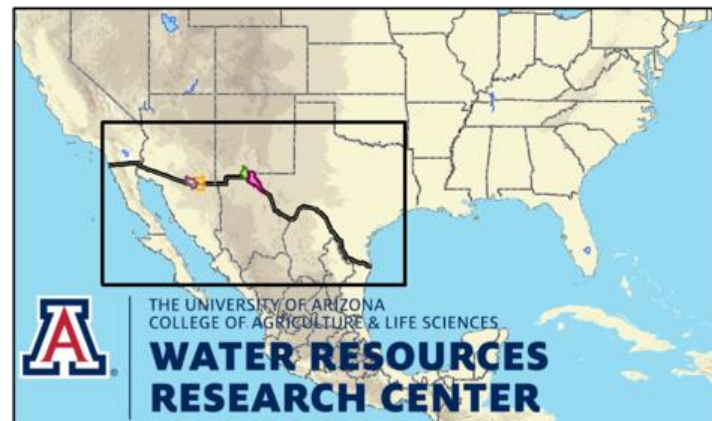 THE UNIVERSITY OF ARIZONA
COLLEGE OF AGRICULTURE & LIFE SCIENCES
WATER RESOURCES
RESEARCH CENTER
A